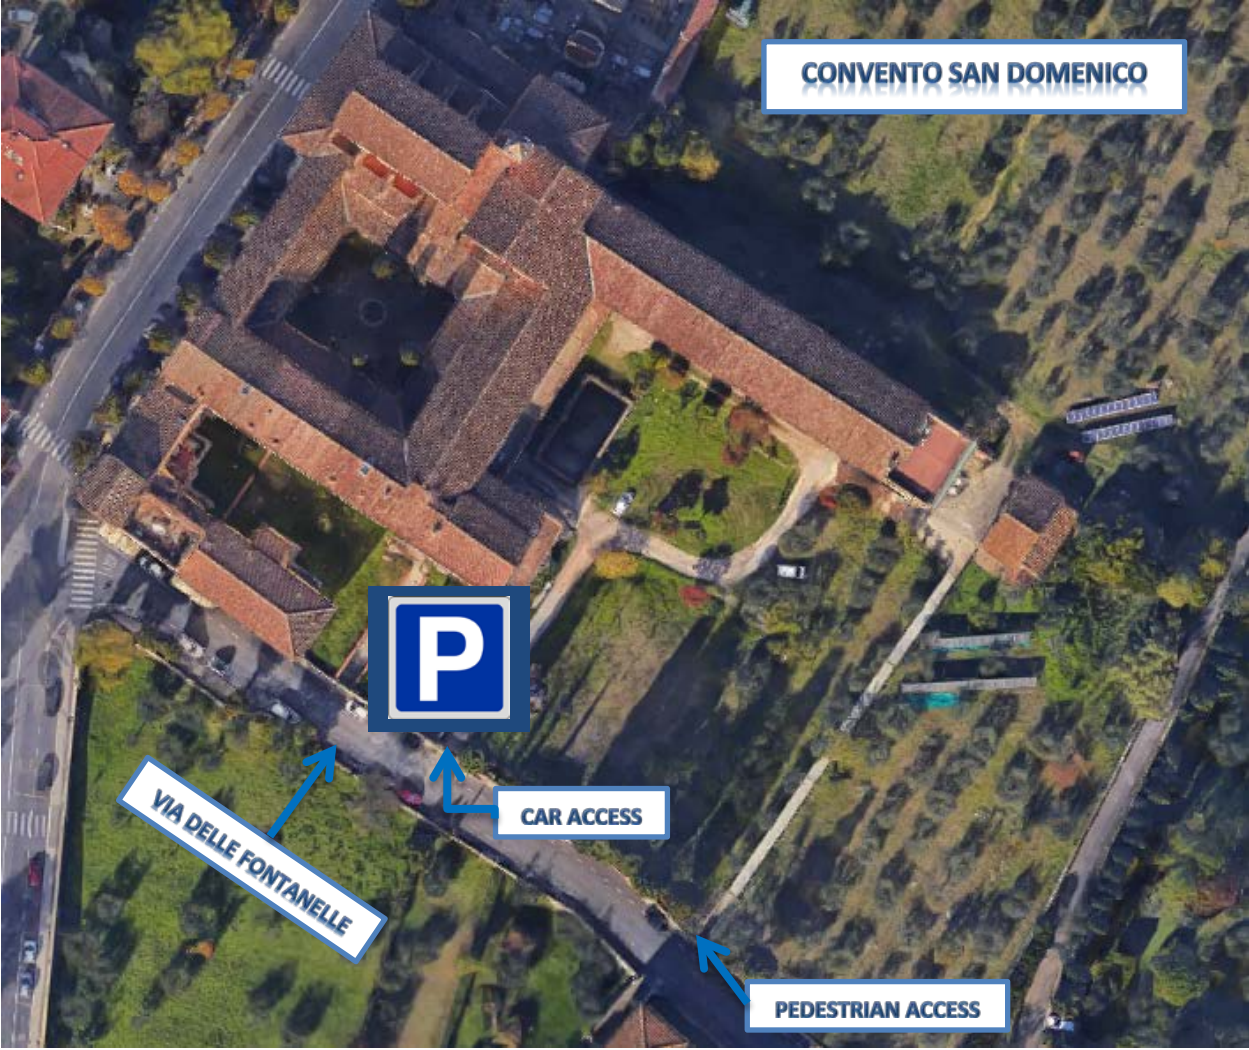 CONVENTO SAN DOMENICO
P
VIA DELLE FONTANELLE
CAR ACCESS
PEDESTRIAN ACCESS